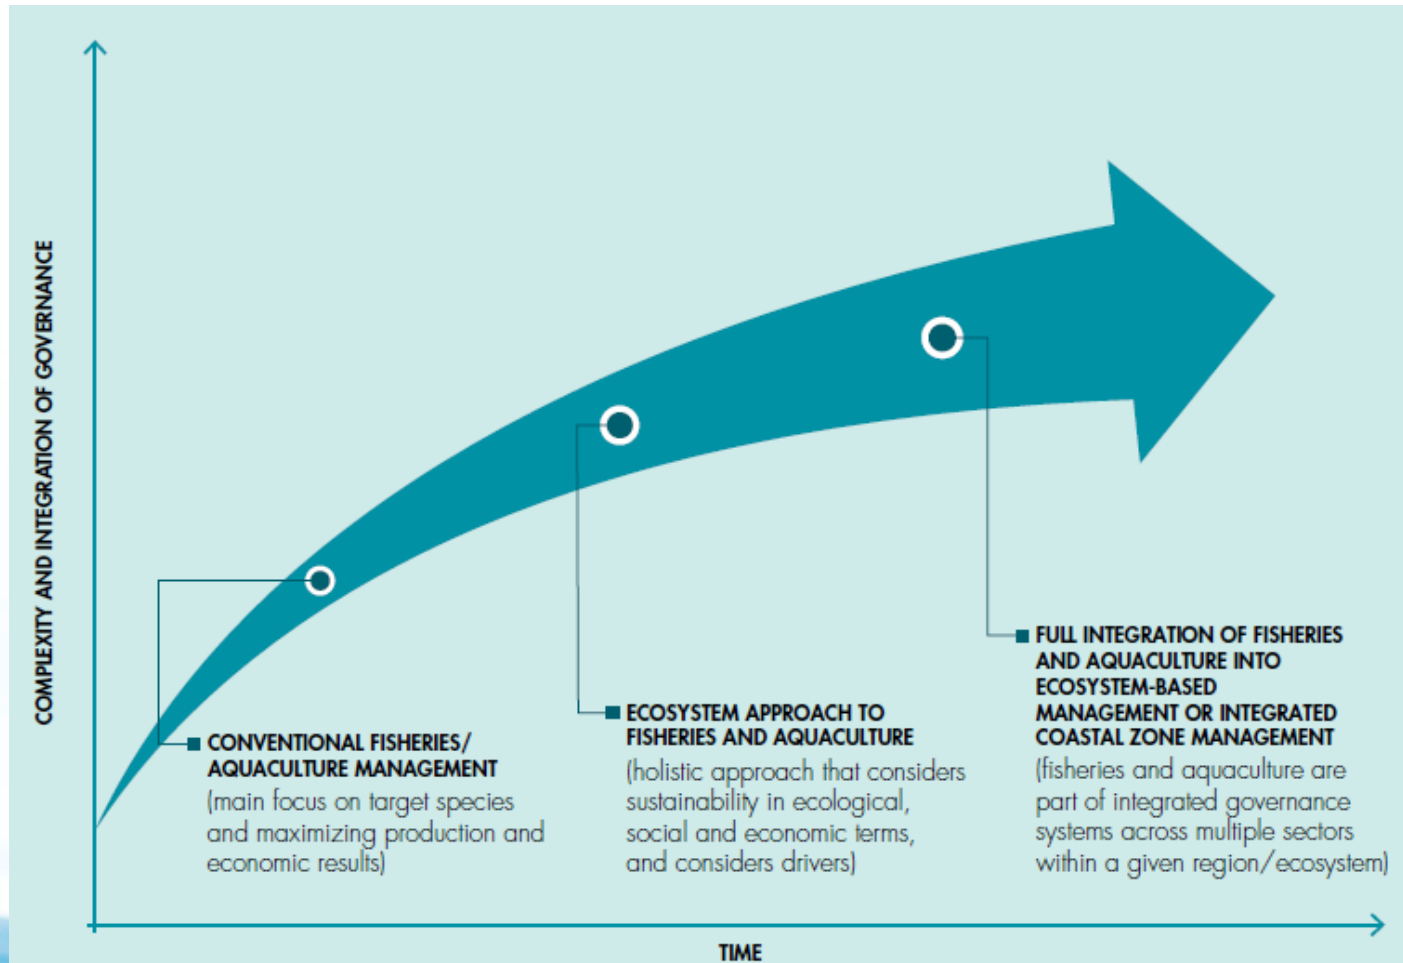 COMPLEXITY AND INTEGRATION OF GOVERNANCE
CONVENTIONAL FISHERIES/
AQUACULTURE MANAGEMENT
(main focus on target species
and maximizing production and
economic results)
ECOSYSTEM APPROACH TO
FISHERIES AND AQUACULTURE
(holistic approach that considers
sustainability in ecological,
social and economic terms,
and considers drivers)
FULL INTEGRATION OF FISHERIES
AND AQUACULTURE INTO
ECOSYSTEM-BASED
MANAGEMENT OR INTEGRATED
COASTAL ZONE MANAGEMENT
(fisheries and aquaculture are
part of integrated governance
systems across multiple sectors
within a given region/ecosystem)
TIME